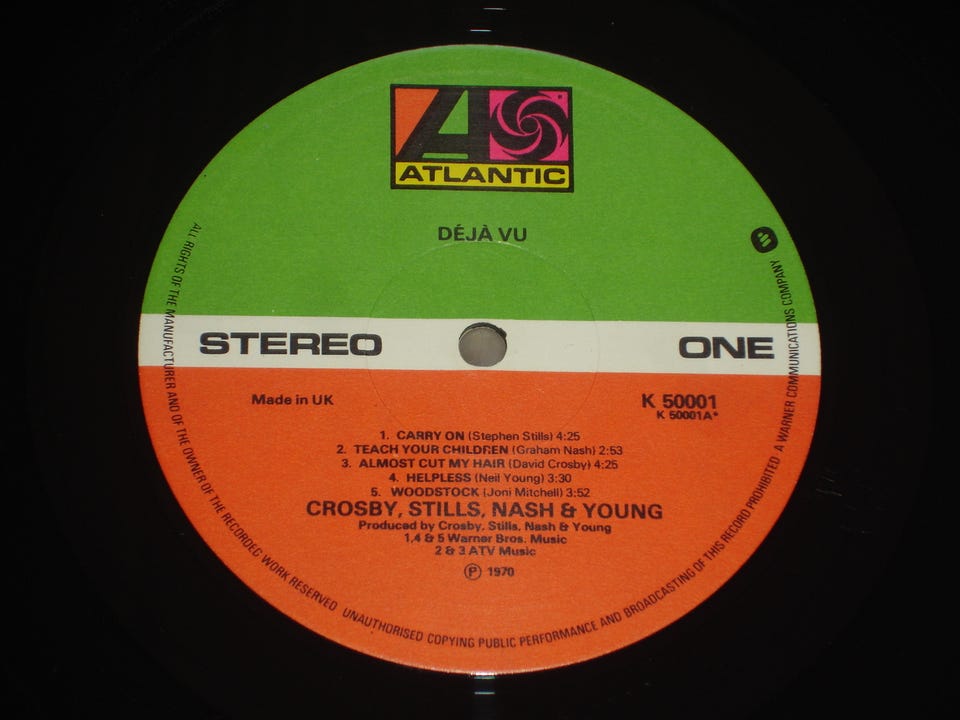 ATLANTIC
DÉJÀ VU
STEREO
ONE
Made in UK
K 50001
K 50001A*
1. CARRY ON (Stephen Stills) 4:25
2. TEACH YOUR CHILDREN (Graham Nash) 2:53
3. ALMOST CUT MY HAIR (David Crosby) 4:25
4. HELPLESS (Neil Young) 3:30
5. WOODSTOCK (Joni Mitchell) 3:52
CROSBY, STILLS, NASH & YOUNG
Produced by Crosby, Stills, Nash & Young
1,4 & 5 Warner Bros. Music
2 & 3 ATV Music
℗ 1970
ALL RIGHTS OF THE MANUFACTURER AND OF THE OWNER OF THE RECORDED WORK RESERVED UNAUTHORISED COPYING PUBLIC PERFORMANCE AND BROADCASTING OF THIS RECORD PROHIBITED A WARNER COMMUNICATIONS COMPANY